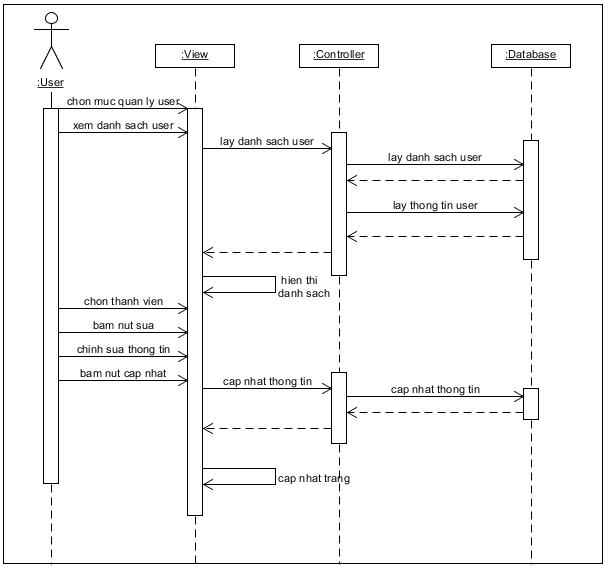 :User
:View
:Controller
:Database
chon muc quan ly user
xem danh sach user
lay danh sach user
lay danh sach user
lay thong tin user
hien thi
danh sach
chon thanh vien
bam nut sua
chinh sua thong tin
bam nut cap nhat
cap nhat thong tin
cap nhat thong tin
cap nhat trang